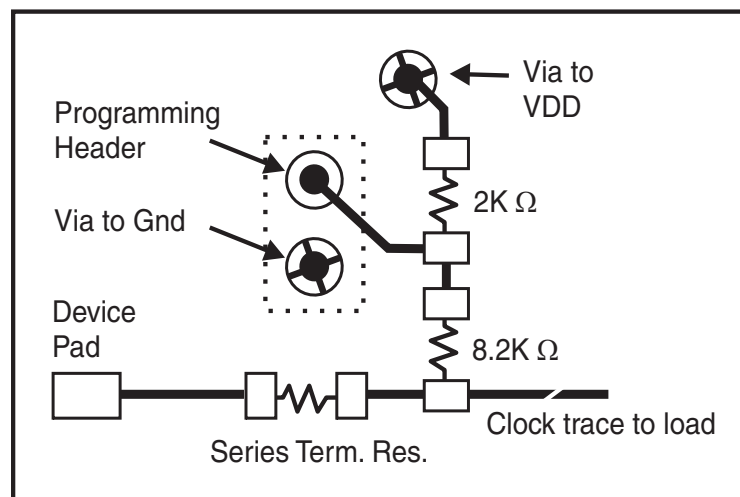 Via to
VDD
Programming
Header
2K Ω
Via to Gnd
Device
Pad
8.2K Ω
Clock trace to load
Series Term. Res.